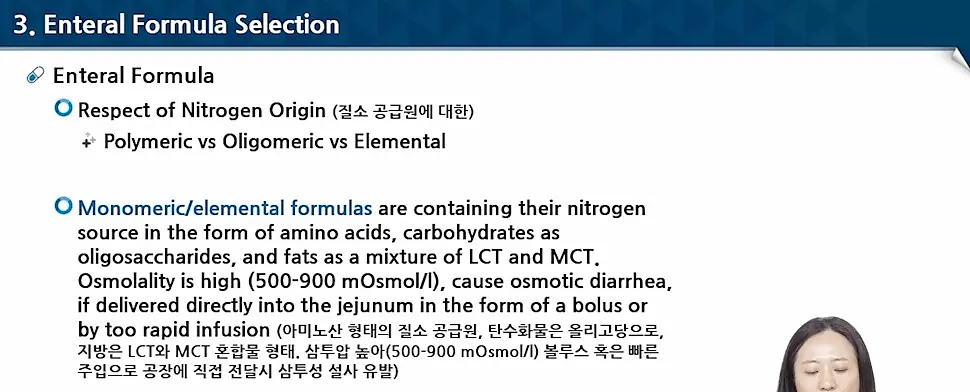 3. Enteral Formula Selection
Enteral Formula
Respect of Nitrogen Origin (질소 공급원에 대한)
Polymeric vs Oligomeric vs Elemental
Monomeric/elemental formulas are containing their nitrogen
source in the form of amino acids, carbohydrates as
oligosaccharides, and fats as a mixture of LCT and MCT.
Osmolality is high (500-900 mOsmol/l), cause osmotic diarrhea,
if delivered directly into the jejunum in the form of a bolus or
by too rapid infusion (아미노산 형태의 질소 공급원, 탄수화물은 올리고당으로,
지방은 LCT와 MCT 혼합물 형태. 삼투압 높아(500-900 mOsmol/l) 볼루스 혹은 빠른
주입으로 공장에 직접 전달시 삼투성 설사 유발)